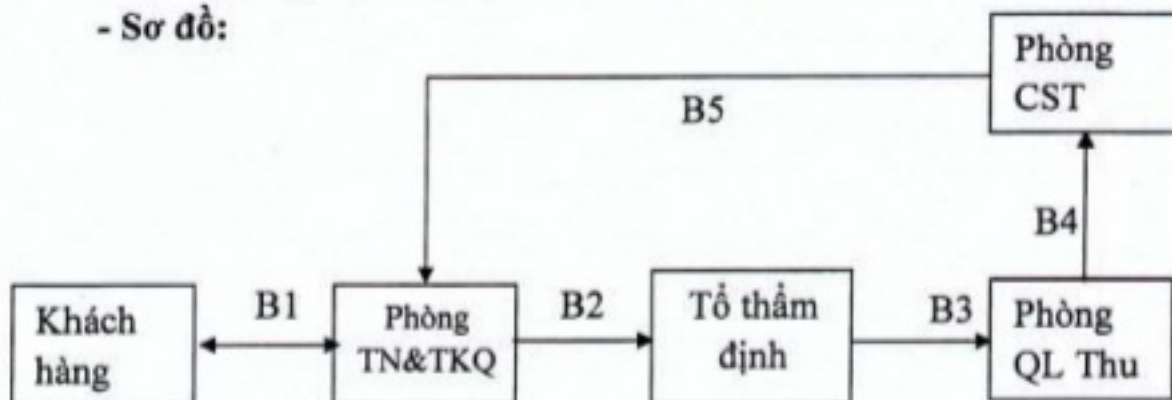 - Sơ đồ:
Phòng
CST
B5
B4
Khách
hàng
B1
Phòng
TN&TKQ
B2
Tổ thẩm
định
B3
Phòng
QL Thu